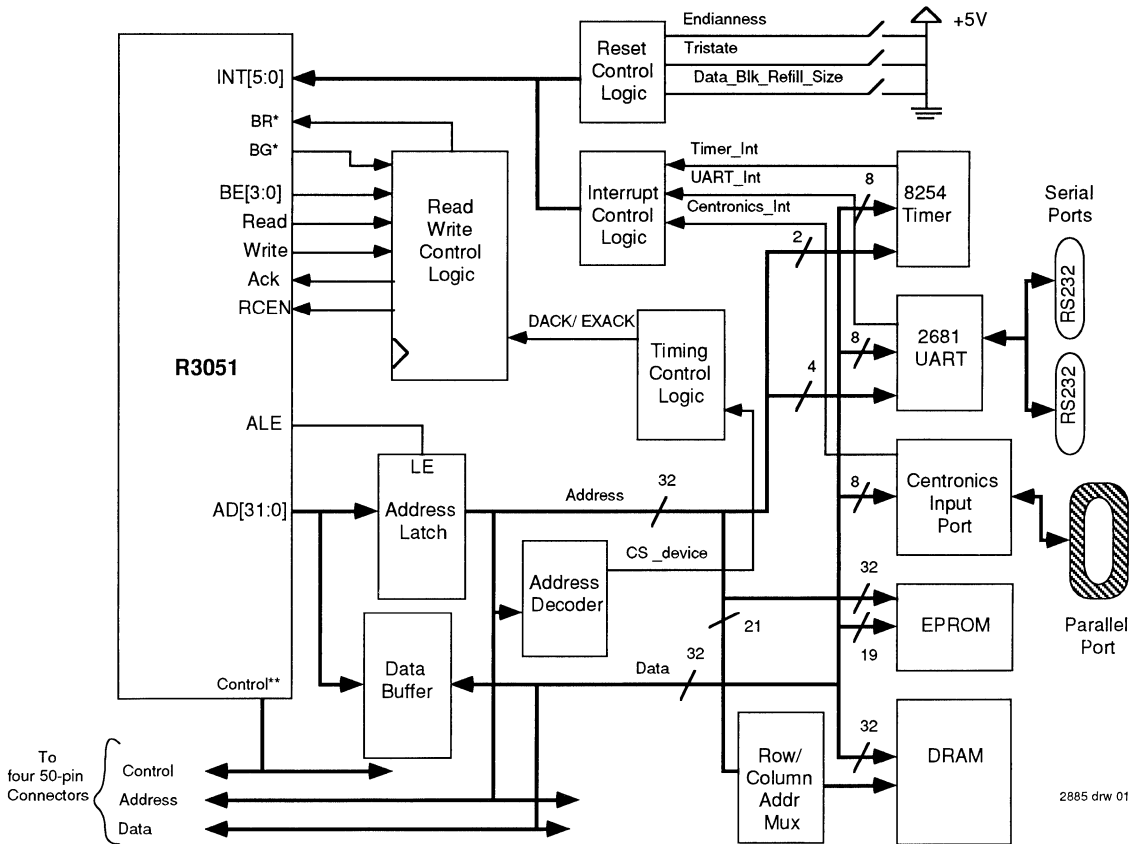 Endianness
+5V
Reset
Control
Logic
Tristate
Data_Blk_Refill_Size
INT[5:0]
BR*
BG*
BE[3:0]
Read
Write
Ack
RCEN
R3051
ALE
AD[31:0]
Control**
Read
Write
Control
Logic
Interrupt
Control
Logic
Timer_Int
UART_Int
Centronics_Int
8
2
8254
Timer
Serial
Ports
RS232
RS232
DACK/ EXACK
Timing
Control
Logic
8
4
2681
UART
LE
Address
Latch
Address
32
8
Centronics
Input
Port
CS_device
Address
Decoder
21
32
19
EPROM
Parallel
Port
Data
Buffer
Data
32
32
Row/
Column
Addr
Mux
DRAM
To
four 50-pin
Connectors
Control
Address
Data
2885 drw 01